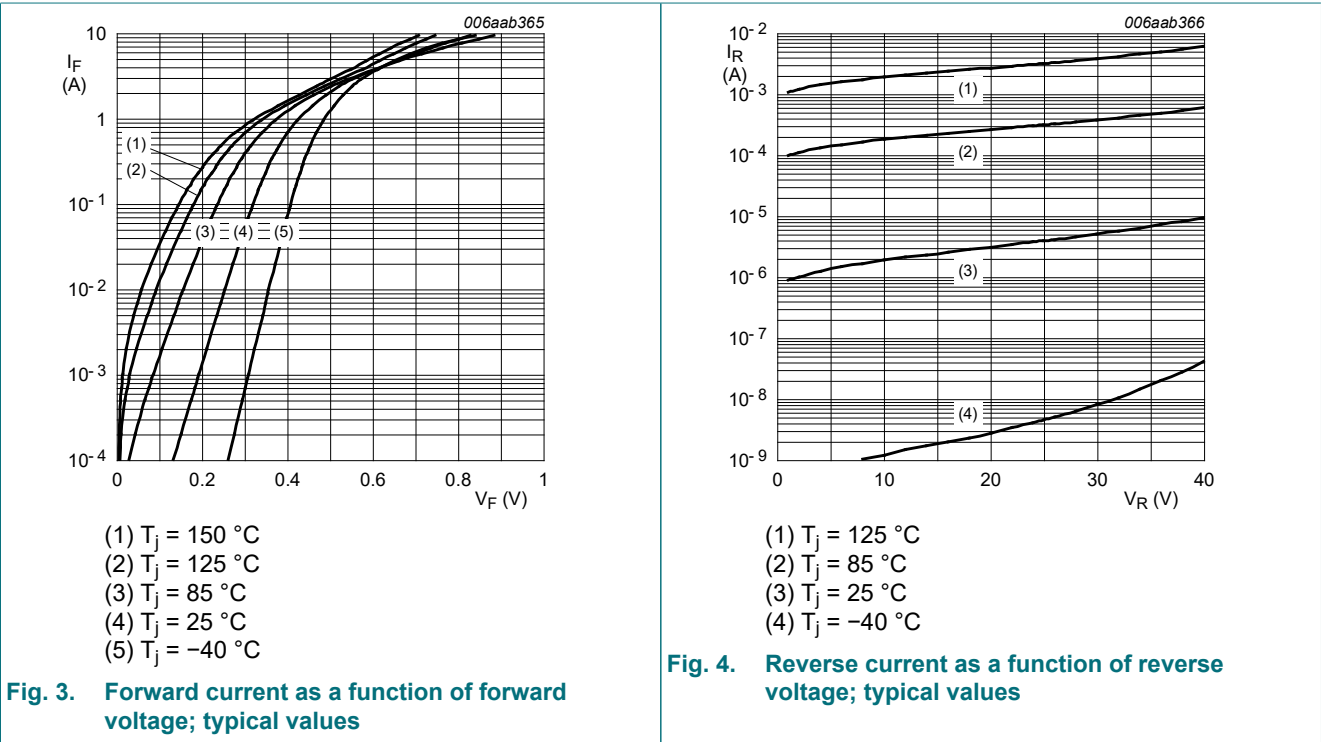 006aab365
10
I_F
(A)
1
(1)
(2)
10-1
(3) (4) (5)
10-2
10-3
10-4
0 0.2 0.4 0.6 0.8 1
V_F (V)
(1) T_j = 150 °C
(2) T_j = 125 °C
(3) T_j = 85 °C
(4) T_j = 25 °C
(5) T_j = −40 °C
Fig. 3. Forward current as a function of forward
voltage; typical values
006aab366
10-2
I_R
(A)
10-3
(1)
10-4
(2)
10-5
(3)
10-6
10-7
10-8
(4)
10-9
0 10 20 30 40
V_R (V)
(1) T_j = 125 °C
(2) T_j = 85 °C
(3) T_j = 25 °C
(4) T_j = −40 °C
Fig. 4. Reverse current as a function of reverse
voltage; typical values